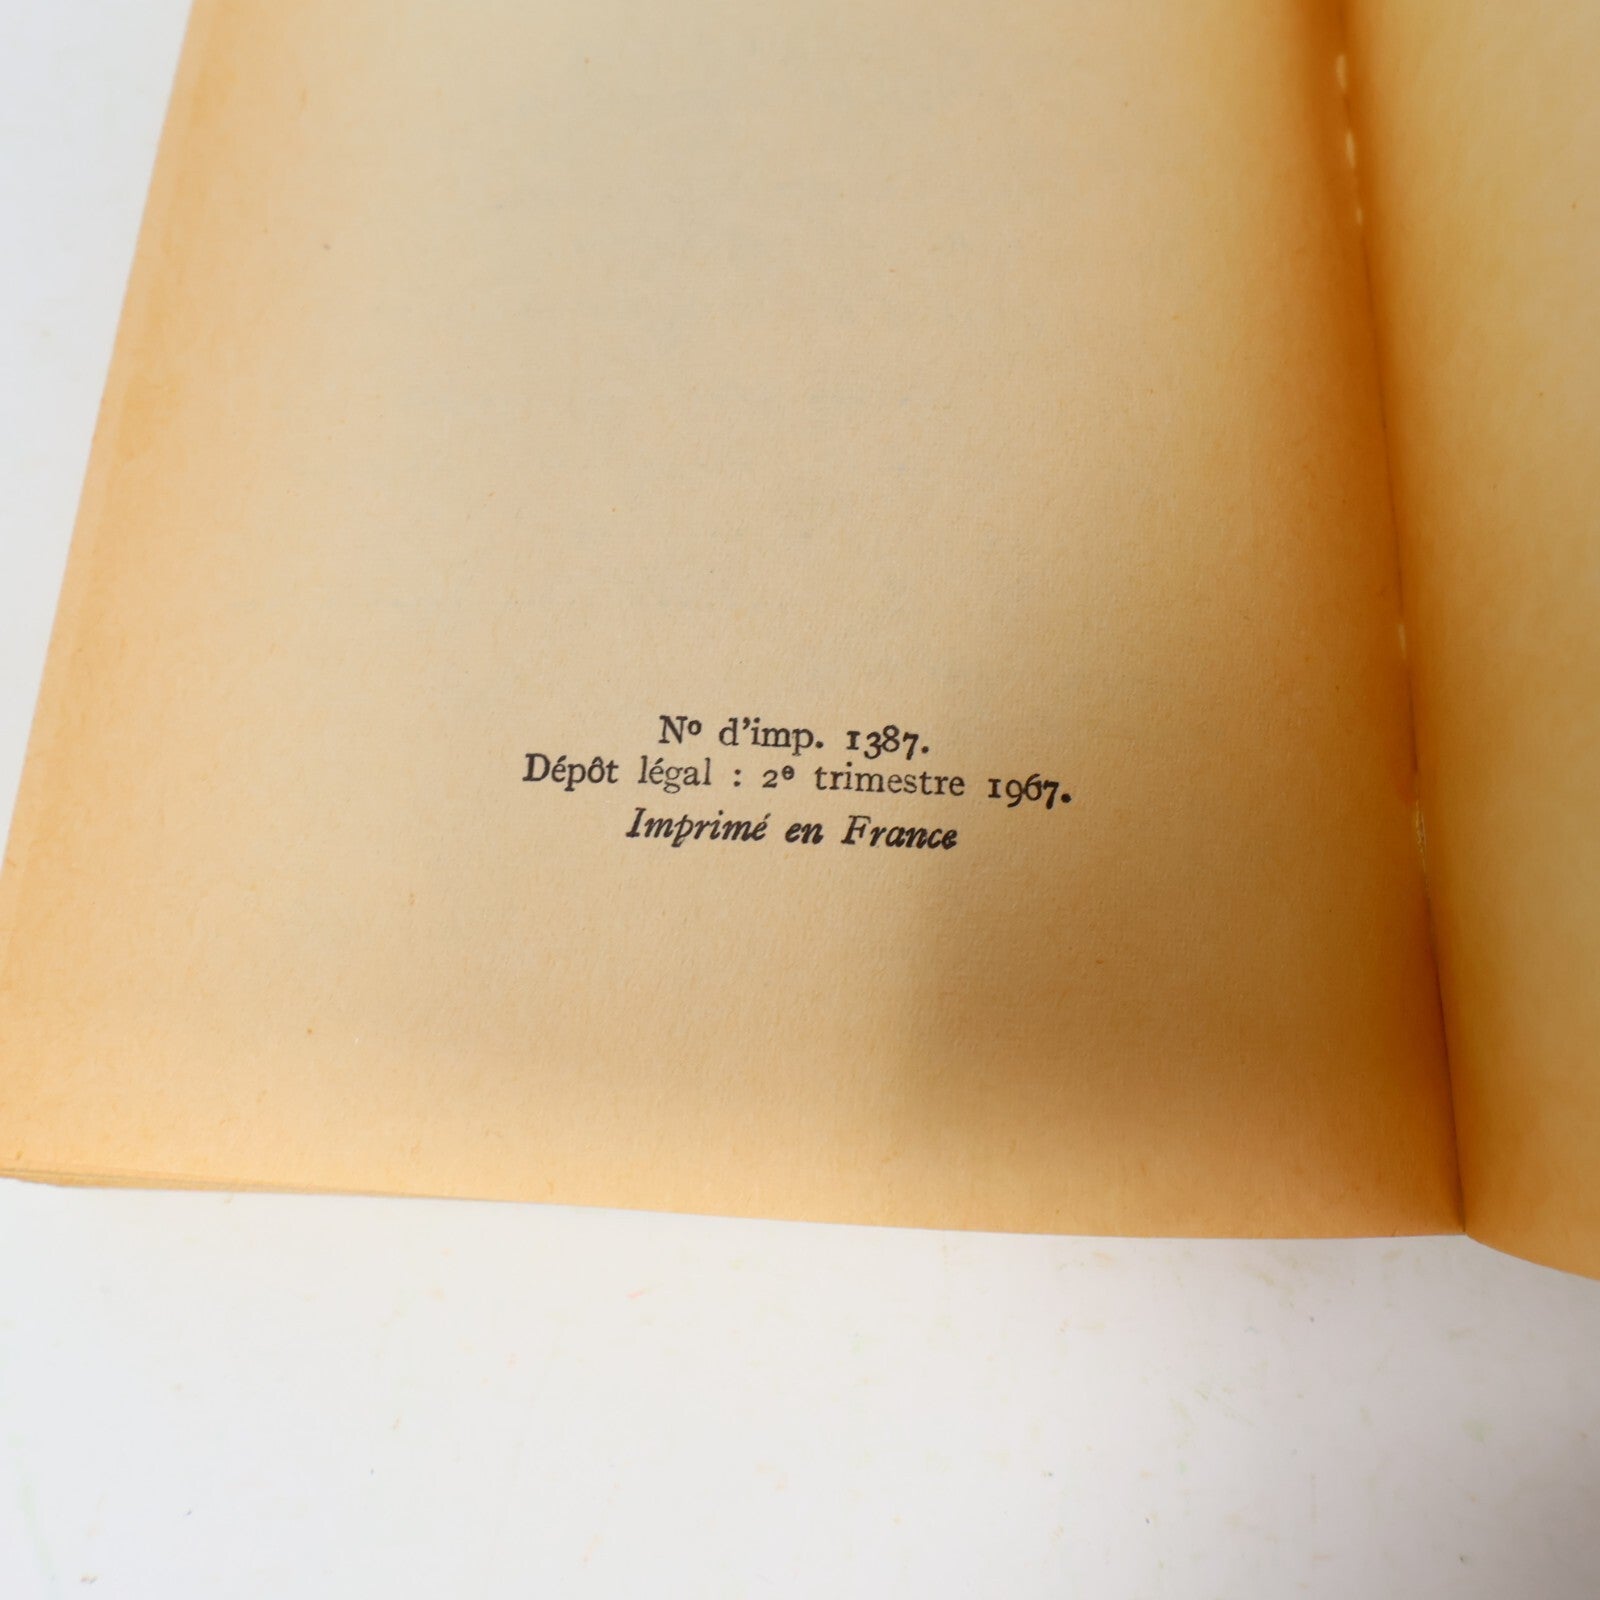 Nº d'imp. 1387.
Dépôt légal : 2e trimestre 1967.
Imprimé en France